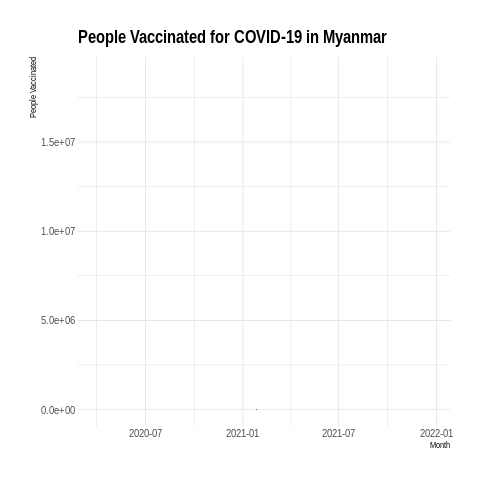 People Vaccinated for COVID-19 in Myanmar
People Vaccinated
1.5e+07
1.0e+07
5.0e+06
0.0e+00
2020-07 2021-01 2021-07 2022-01
Month